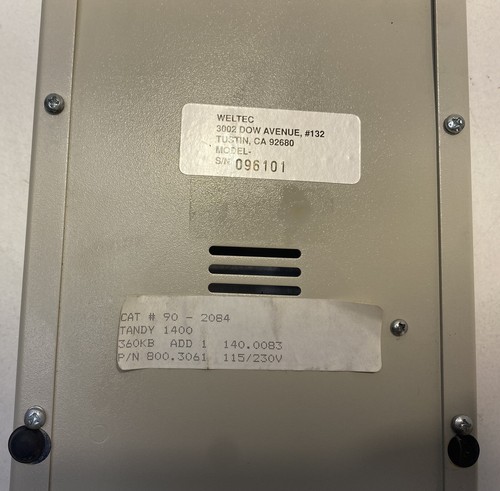 WELTEC
3002 DOW AVENUE, #132
TUSTIN, CA 92680
MODEL-
S/N 096101
CAT # 90 - 2084
TANDY 1400
360KB ADD 1 140.0083
P/N 800.3061 115/230V